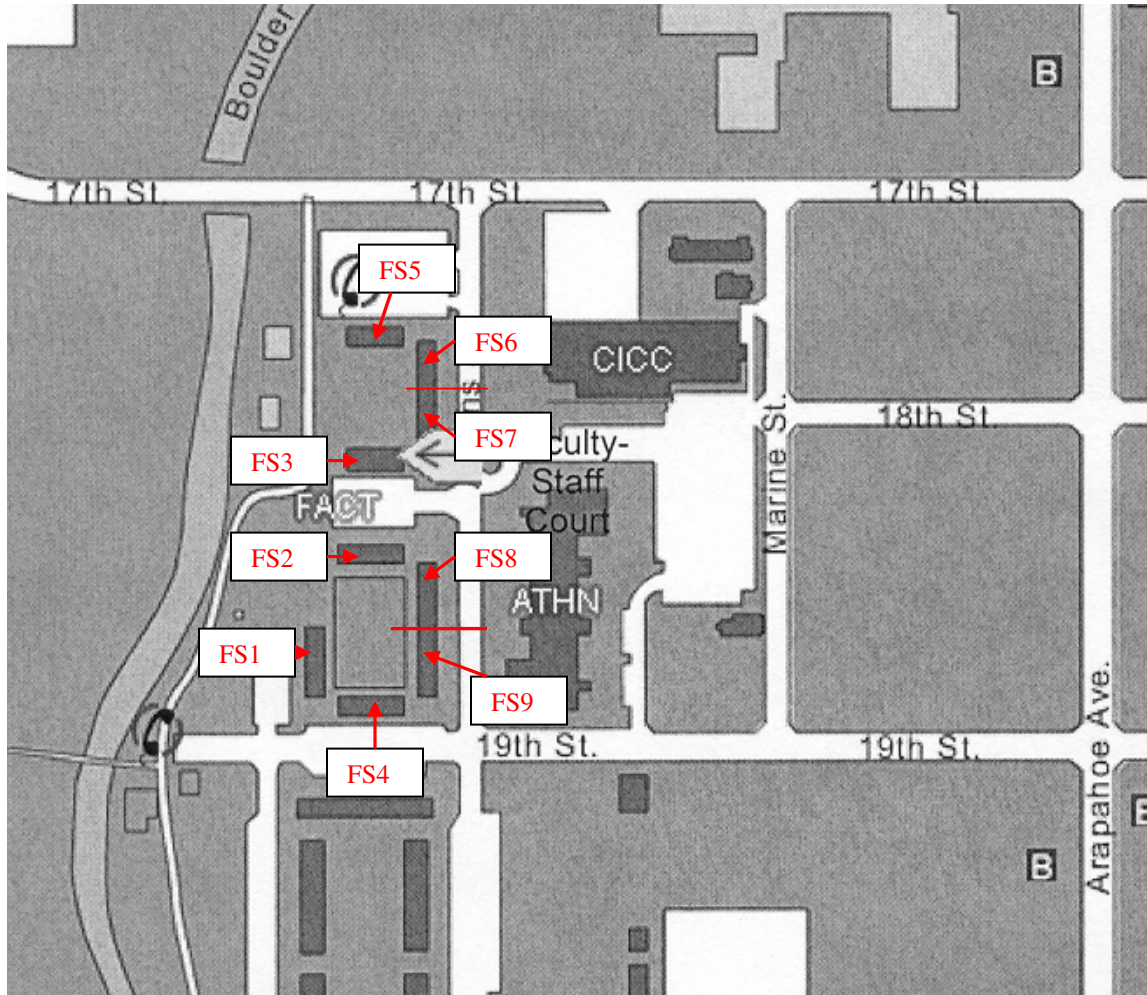 Boulder
B
17th St.
17th St.
17th St.
FS5
FS6
CICC
ns
18th St.
FS7
culty-
FS3
Staff
FACT
Court
Marine St.
FS2
FS8
ATHN
FS1
FS9
Arapahoe Ave.
19th St.
19th St.
FS4
B
B